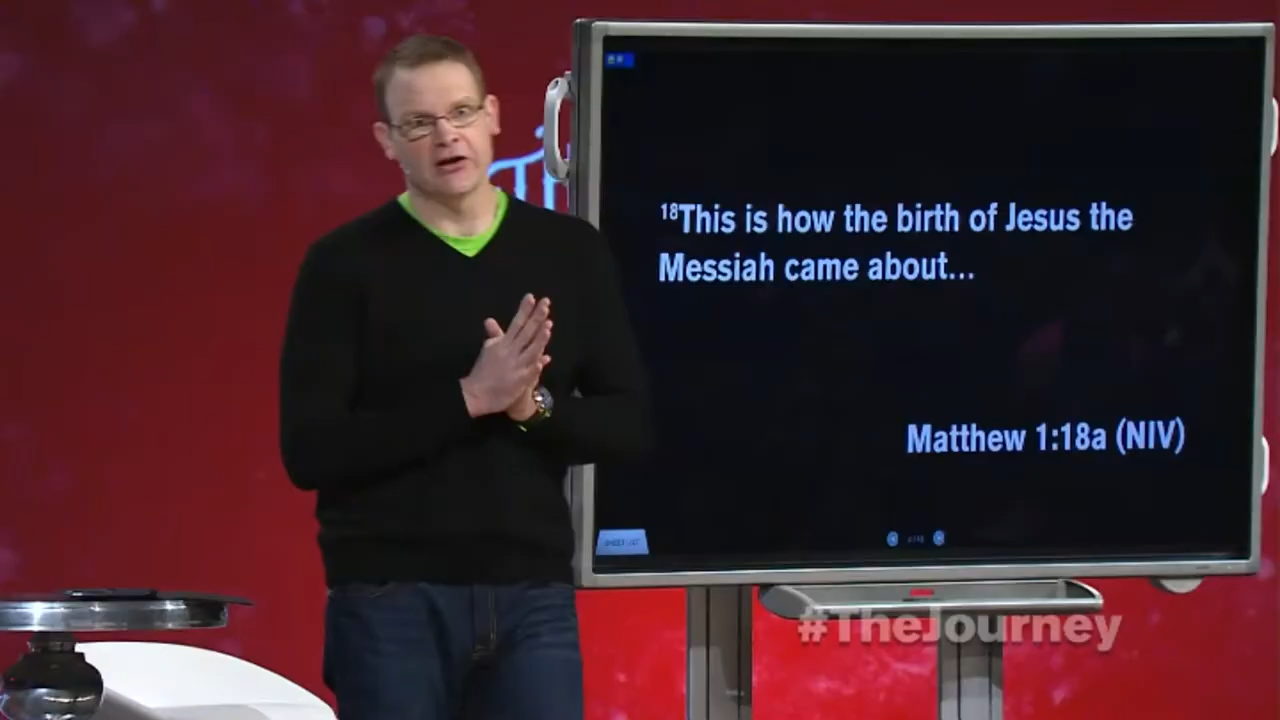 ¹⁸This is how the birth of Jesus the
Messiah came about...
Matthew 1:18a (NIV)
#TheJourney